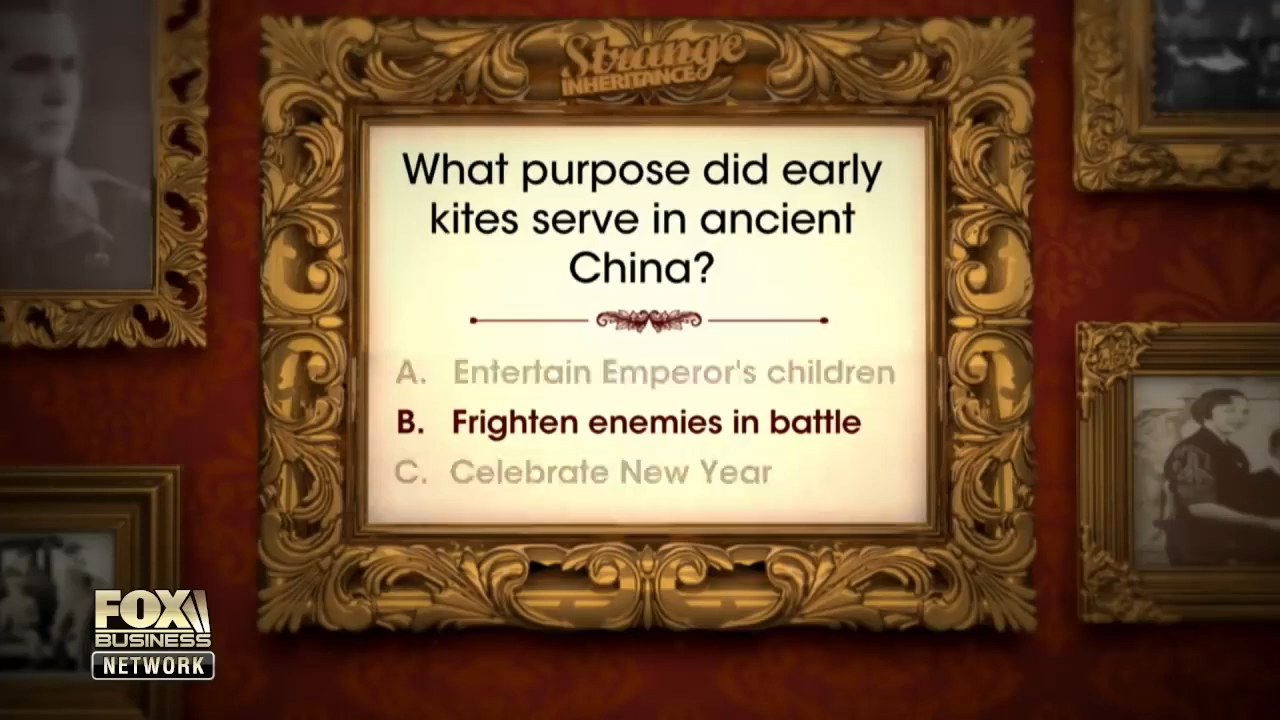 Strange
INHERITANCE
What purpose did early
kites serve in ancient
China?
A. Entertain Emperor's children
B. Frighten enemies in battle
C. Celebrate New Year
FOX
BUSINESS
NETWORK